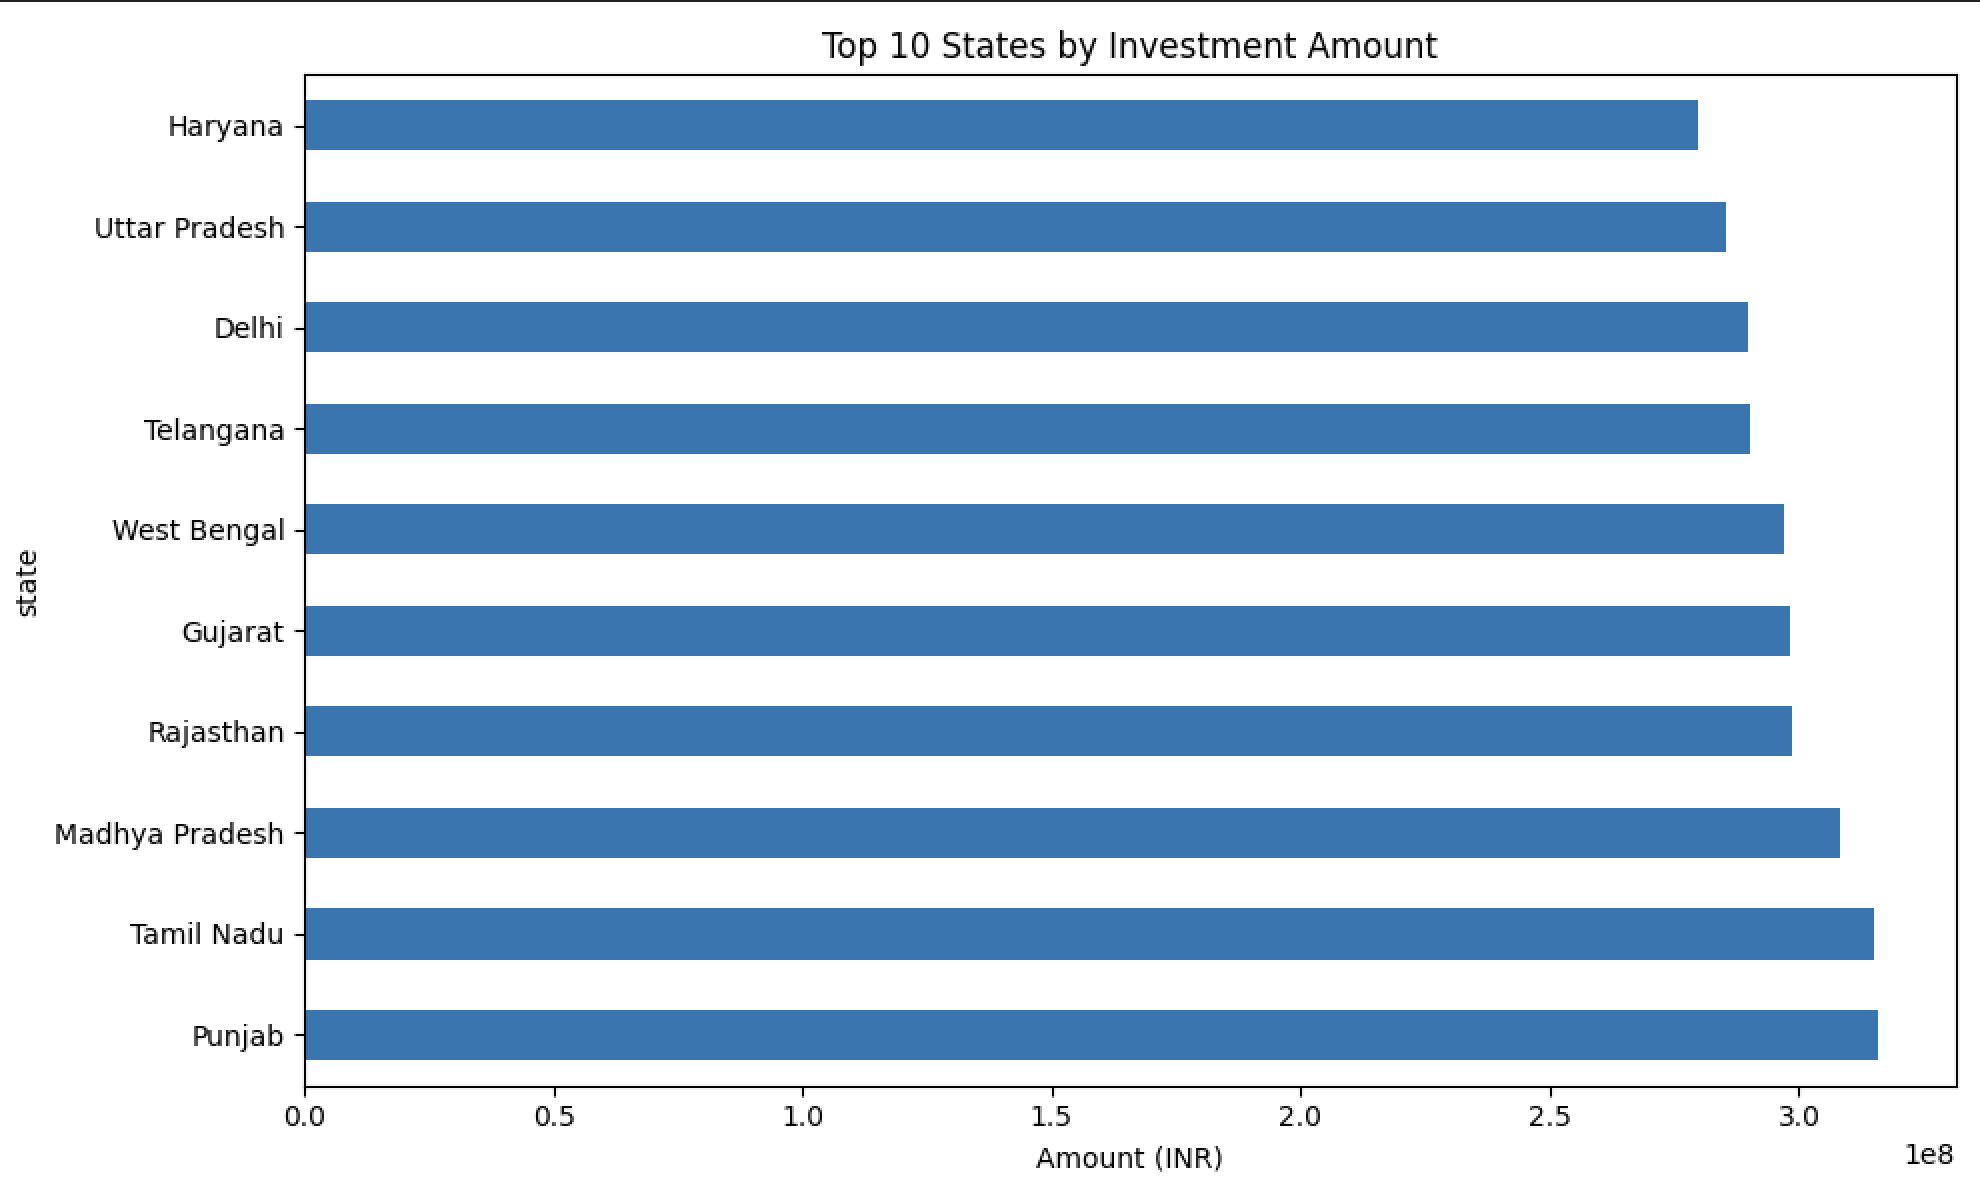 Top 10 States by Investment Amount
Haryana
Uttar Pradesh
Delhi
Telangana
West Bengal
Gujarat
Rajasthan
Madhya Pradesh
Tamil Nadu
Punjab
state
0.0 0.5 1.0 1.5 2.0 2.5 3.0
Amount (INR)
1e8